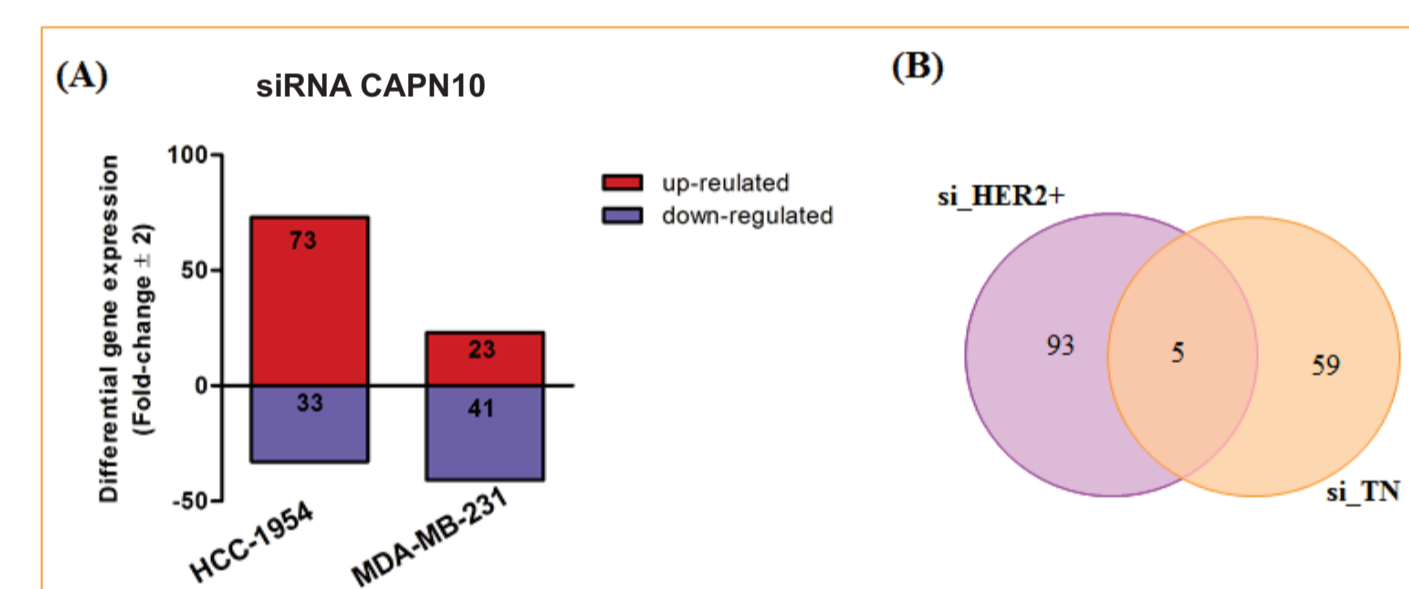 (A)
siRNA CAPN10
Differential gene expression
(Fold-change ± 2)
100
50
0
-50
73
33
23
41
HCC-1954
MDA-MB-231
up-reulated
down-regulated
(B)
si_HER2+
93
5
59
si_TN